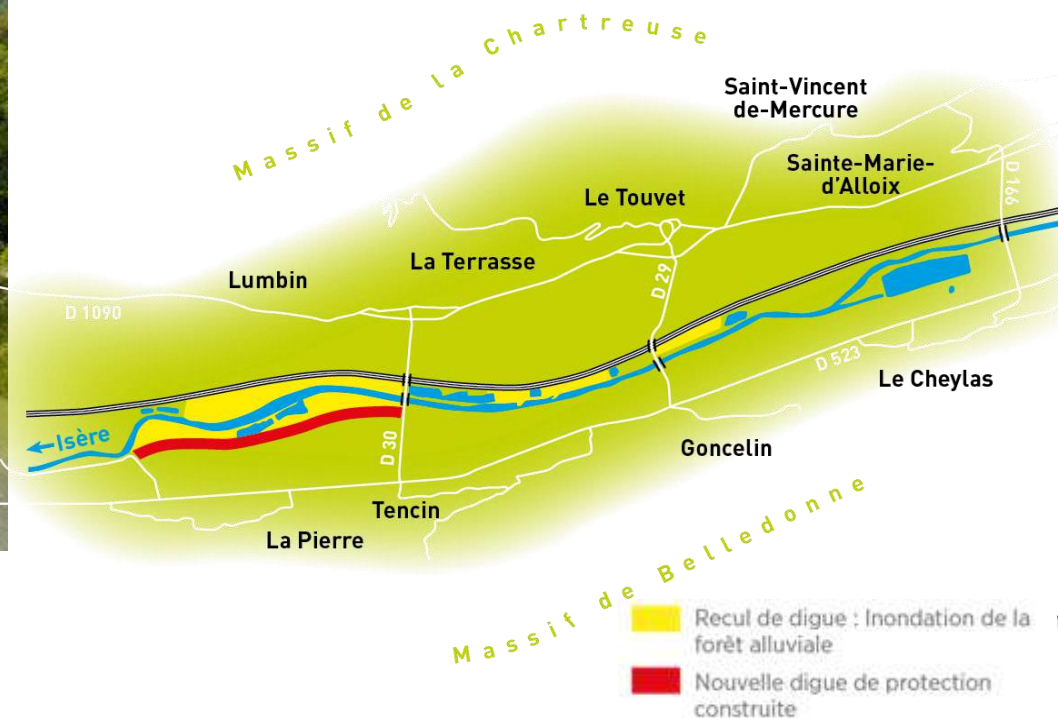 Massif de la Chartreuse
Saint-Vincent
de-Mercure
Sainte-Marie-
d'Alloix
D 166
Le Touvet
La Terrasse
Lumbin
D 29
D 1090
D 523
Le Cheylas
←Isère
D 30
Goncelin
Tencin
La Pierre
Massif de Belledonne
Recul de digue : Inondation de la
forêt alluviale
Nouvelle digue de protection
construite